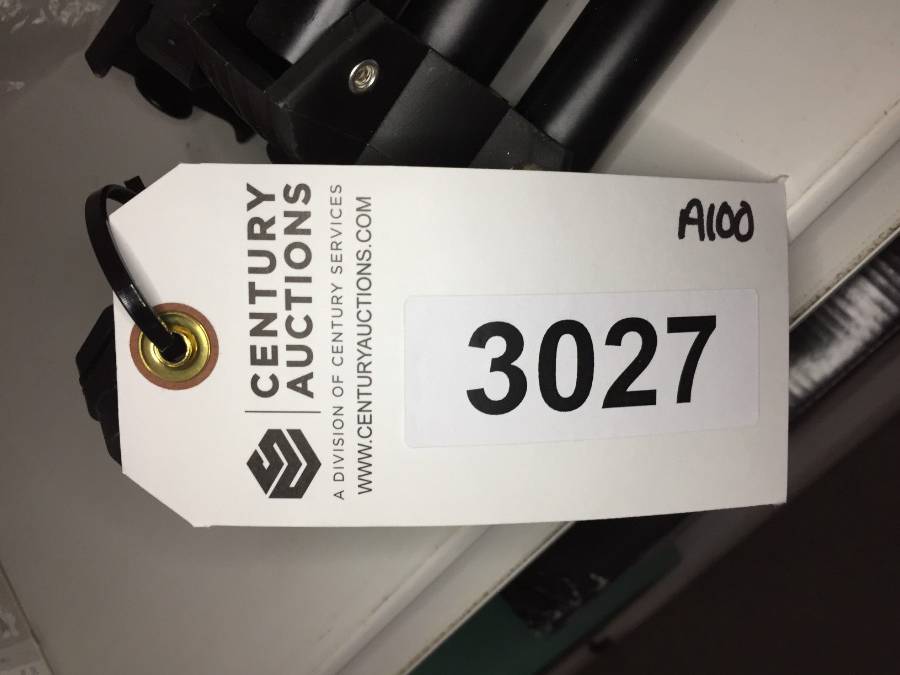 CENTURY
AUCTIONS
A DIVISION OF CENTURY SERVICES
WWW.CENTURYAUCTIONS.COM
A100
3027